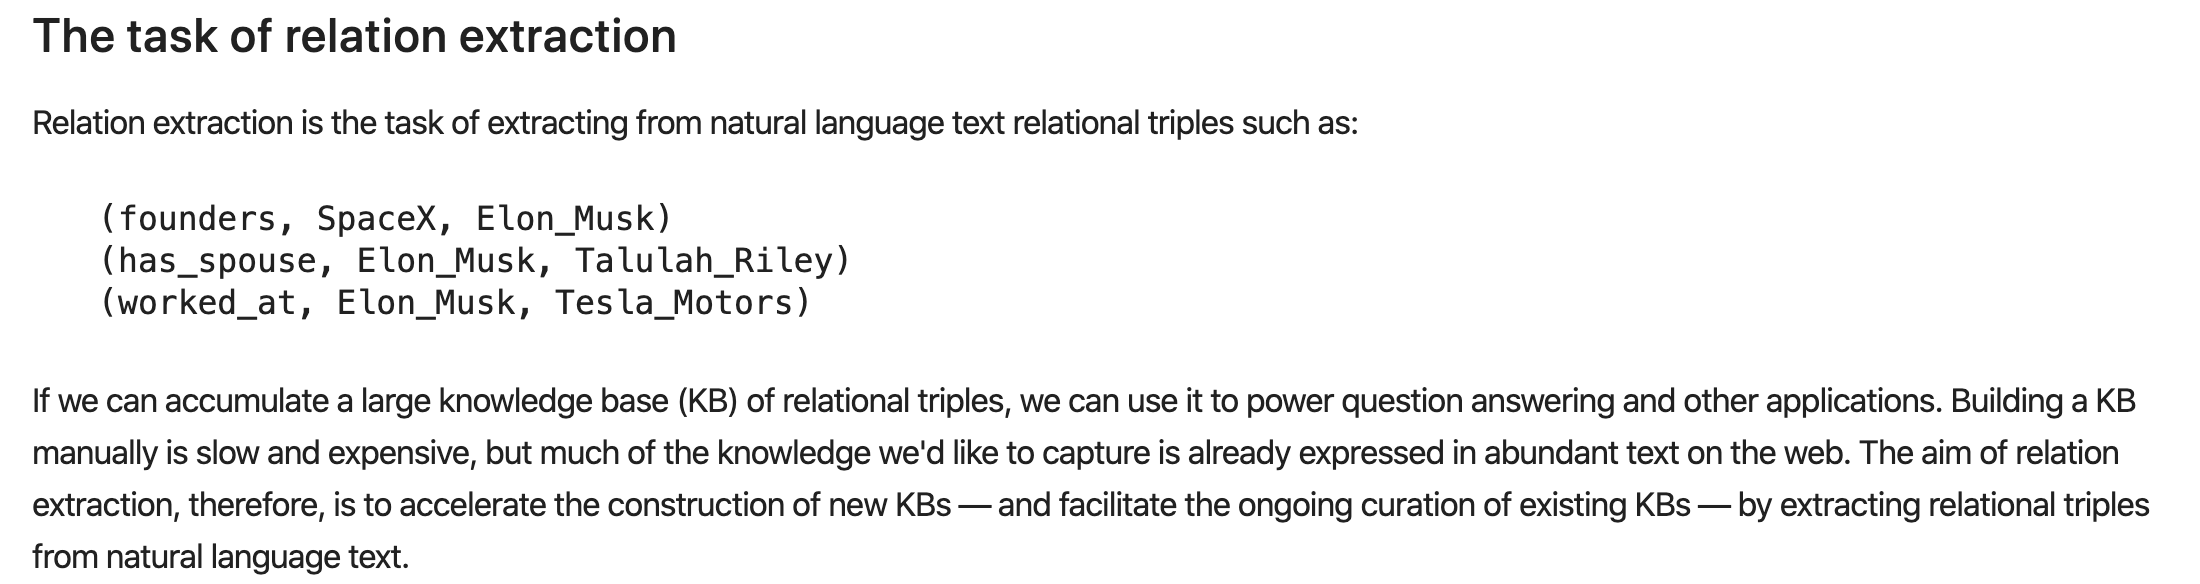 The task of relation extraction
Relation extraction is the task of extracting from natural language text relational triples such as:
(founders, SpaceX, Elon_Musk)
(has_spouse, Elon_Musk, Talulah_Riley)
(worked_at, Elon_Musk, Tesla_Motors)
If we can accumulate a large knowledge base (KB) of relational triples, we can use it to power question answering and other applications. Building a KB
manually is slow and expensive, but much of the knowledge we'd like to capture is already expressed in abundant text on the web. The aim of relation
extraction, therefore, is to accelerate the construction of new KBs — and facilitate the ongoing curation of existing KBs — by extracting relational triples
from natural language text.